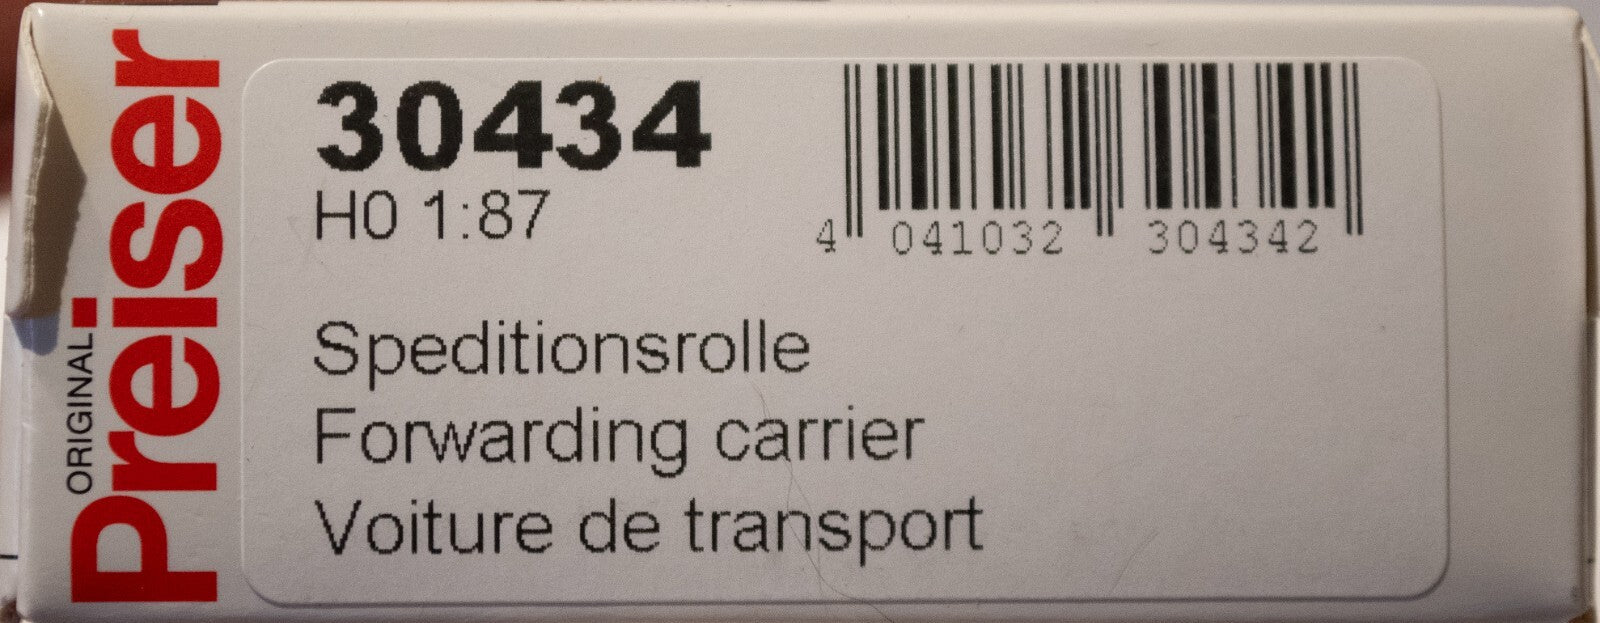 ORIGINAL
Preiser
30434
H0 1:87
4 041032 304342
Speditionsrolle
Forwarding carrier
Voiture de transport